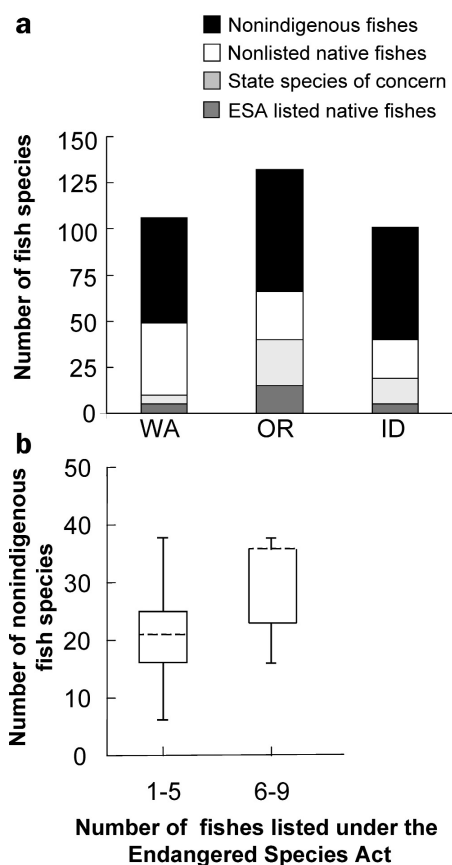 a
Nonindigenous fishes
Nonlisted native fishes
State species of concern
ESA listed native fishes
Number of fish species
150
125
100
75
50
25
0
WA OR ID
b
Number of nonindigenous
fish species
50
40
30
20
10
0
1-5 6-9
Number of fishes listed under the
Endangered Species Act